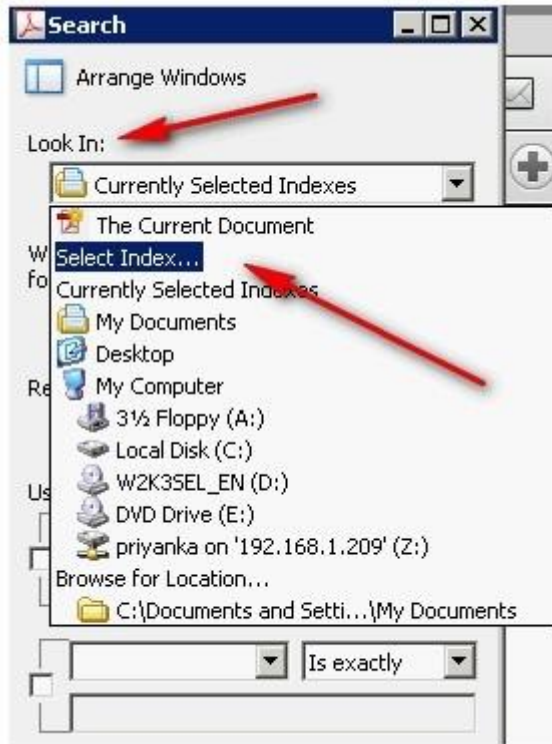 Search
Arrange Windows
Look In:
Currently Selected Indexes
The Current Document
Select Index...
Currently Selected Indexes
My Documents
Desktop
My Computer
3½ Floppy (A:)
Local Disk (C:)
W2K3SEL_EN (D:)
DVD Drive (E:)
priyanka on '192.168.1.209' (Z:)
Browse for Location...
C:\Documents and Setti...\My Documents
Is exactly